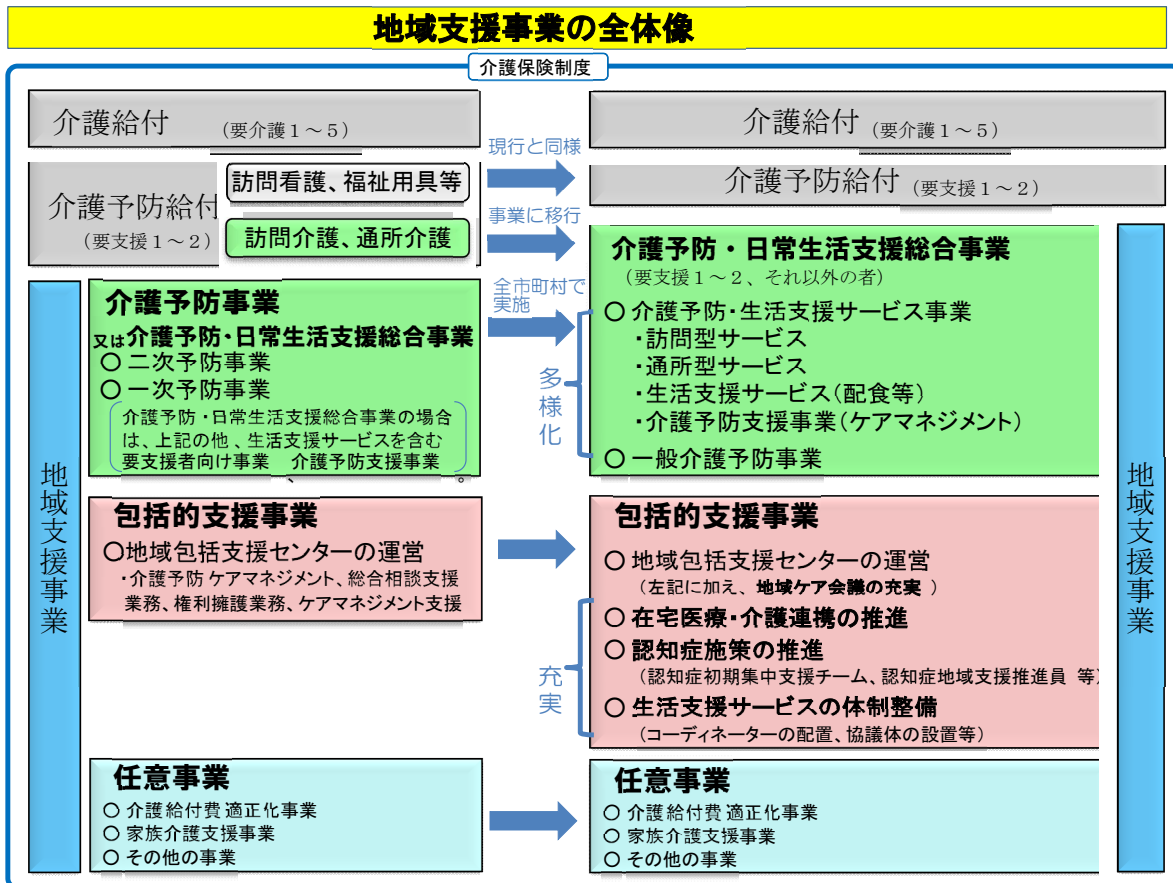 地域支援事業の全体像
介護保険制度
介護給付 (要介護1～5)
介護予防給付
(要支援1～2)
訪問看護、福祉用具等
訪問介護、通所介護
現行と同様
事業に移行
全市町村で
実施
多様化
充実
地域支援事業
介護予防事業
又は介護予防・日常生活支援総合事業
○ 二次予防事業
○ 一次予防事業
介護予防・日常生活支援総合事業の場合
は、上記の他、生活支援サービスを含む
要支援者向け事業、介護予防支援事業。
包括的支援事業
○地域包括支援センターの運営
・介護予防ケアマネジメント、総合相談支援
業務、権利擁護業務、ケアマネジメント支援
任意事業
○ 介護給付費適正化事業
○ 家族介護支援事業
○ その他の事業
介護給付 (要介護1～5)
介護予防給付 (要支援1～2)
介護予防・日常生活支援総合事業
(要支援1～2、それ以外の者)
○ 介護予防・生活支援サービス事業
・訪問型サービス
・通所型サービス
・生活支援サービス(配食等)
・介護予防支援事業(ケアマネジメント)
○ 一般介護予防事業
包括的支援事業
○ 地域包括支援センターの運営
(左記に加え、地域ケア会議の充実)
○ 在宅医療・介護連携の推進
○ 認知症施策の推進
(認知症初期集中支援チーム、認知症地域支援推進員 等)
○ 生活支援サービスの体制整備
(コーディネーターの配置、協議体の設置等)
任意事業
○ 介護給付費適正化事業
○ 家族介護支援事業
○ その他の事業
地域支援事業